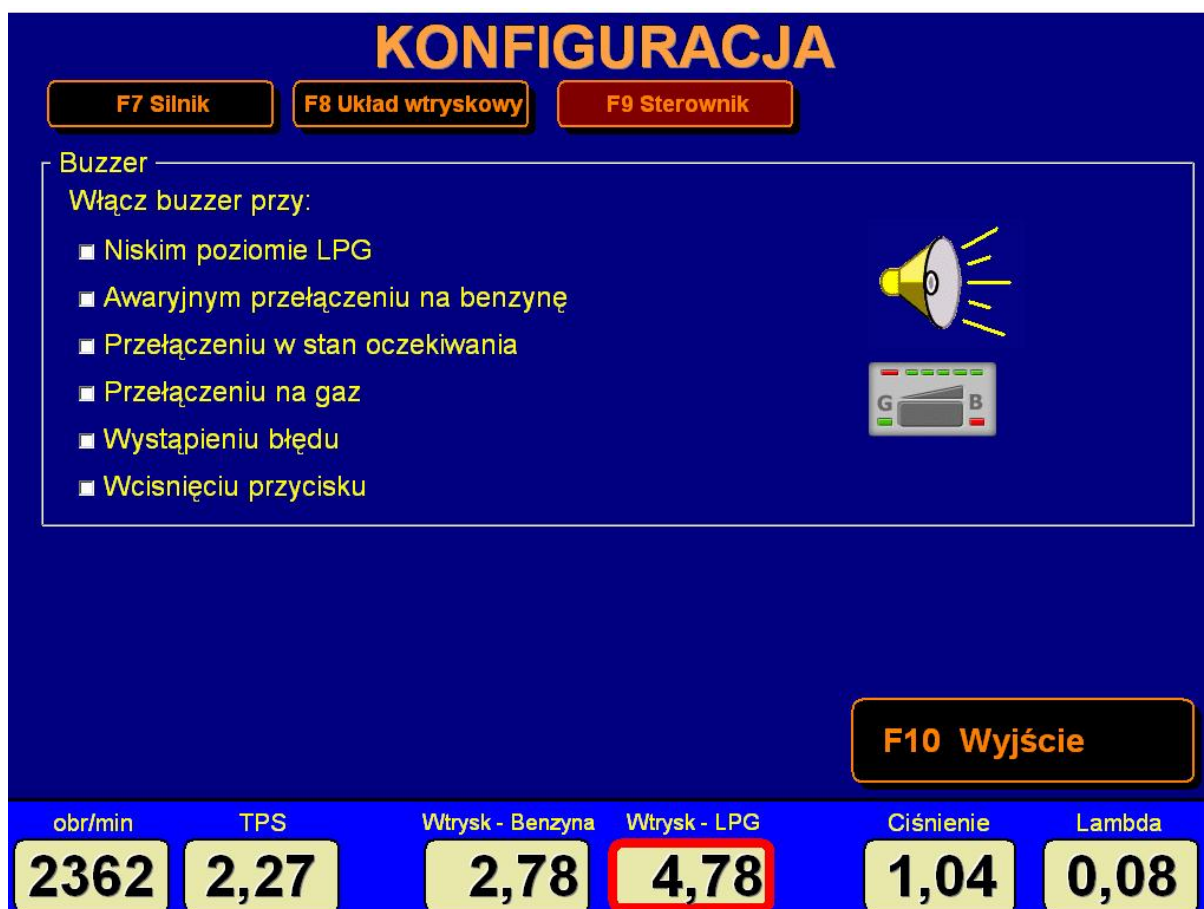 KONFIGURACJA
F7 Silnik F8 Układ wtryskowy F9 Sterownik
Buzzer
Włącz buzzer przy:
Niskim poziomie LPG
Awaryjnym przełączeniu na benzynę
Przełączeniu w stan oczekiwania
Przełączeniu na gaz
G B
Wystąpieniu błędu
Wcisnięciu przycisku
F10 Wyjście
obr/min TPS Wtrysk - Benzyna Wtrysk - LPG Ciśnienie Lambda
2362 2,27 2,78 4,78 1,04 0,08